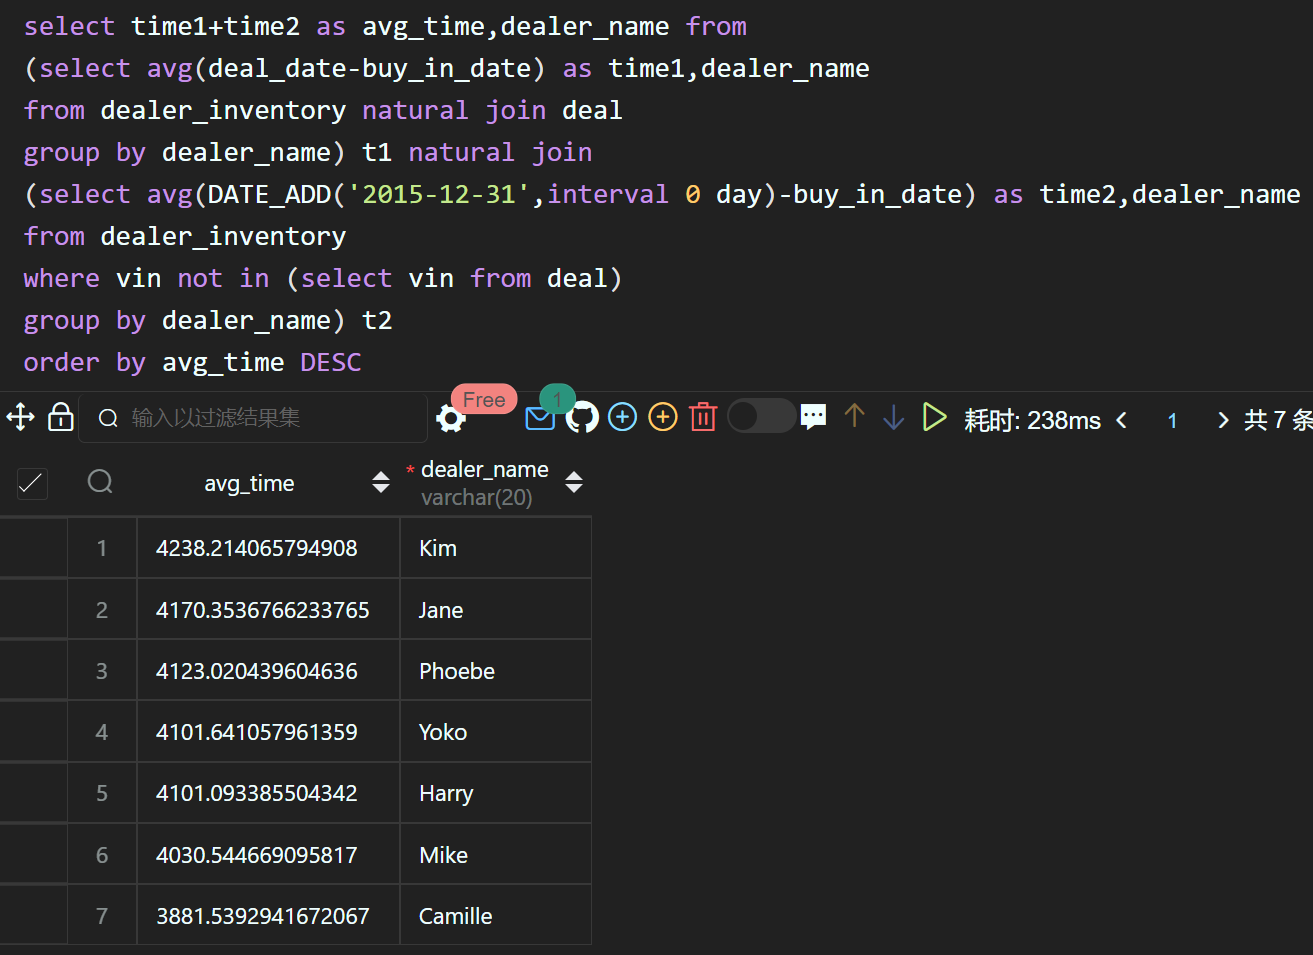 select time1+time2 as avg_time,dealer_name from
(select avg(deal_date-buy_in_date) as time1,dealer_name
from dealer_inventory natural join deal
group by dealer_name) t1 natural join
(select avg(DATE_ADD('2015-12-31',interval 0 day)-buy_in_date) as time2,dealer_name
from dealer_inventory
where vin not in (select vin from deal)
group by dealer_name) t2
order by avg_time DESC
输入以过滤结果集 Free 1 耗时: 238ms 1 共 7 条
avg_time * dealer_name
varchar(20)
1 4238.214065794908 Kim
2 4170.3536766233765 Jane
3 4123.020439604636 Phoebe
4 4101.641057961359 Yoko
5 4101.093385504342 Harry
6 4030.544669095817 Mike
7 3881.5392941672067 Camille